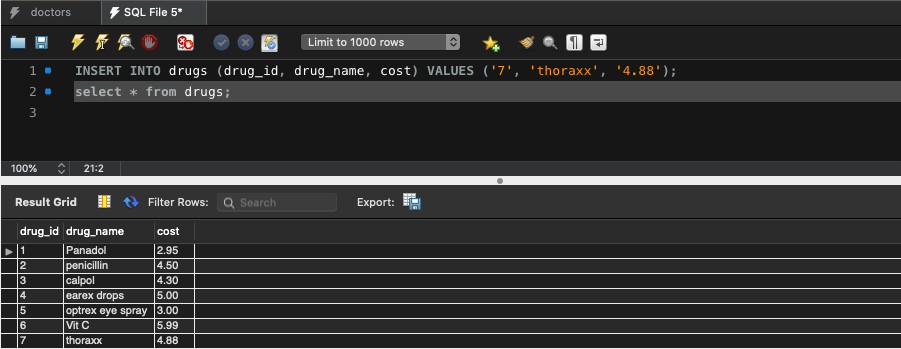 doctors SQL File 5*
Limit to 1000 rows
1 INSERT INTO drugs (drug_id, drug_name, cost) VALUES ('7', 'thoraxx', '4.88');
2 select * from drugs;
3
100% 21:2
Result Grid Filter Rows: Search Export:
drug_id drug_name cost
1 Panadol 2.95
2 penicillin 4.50
3 calpol 4.30
4 earex drops 5.00
5 optrex eye spray 3.00
6 Vit C 5.99
7 thoraxx 4.88